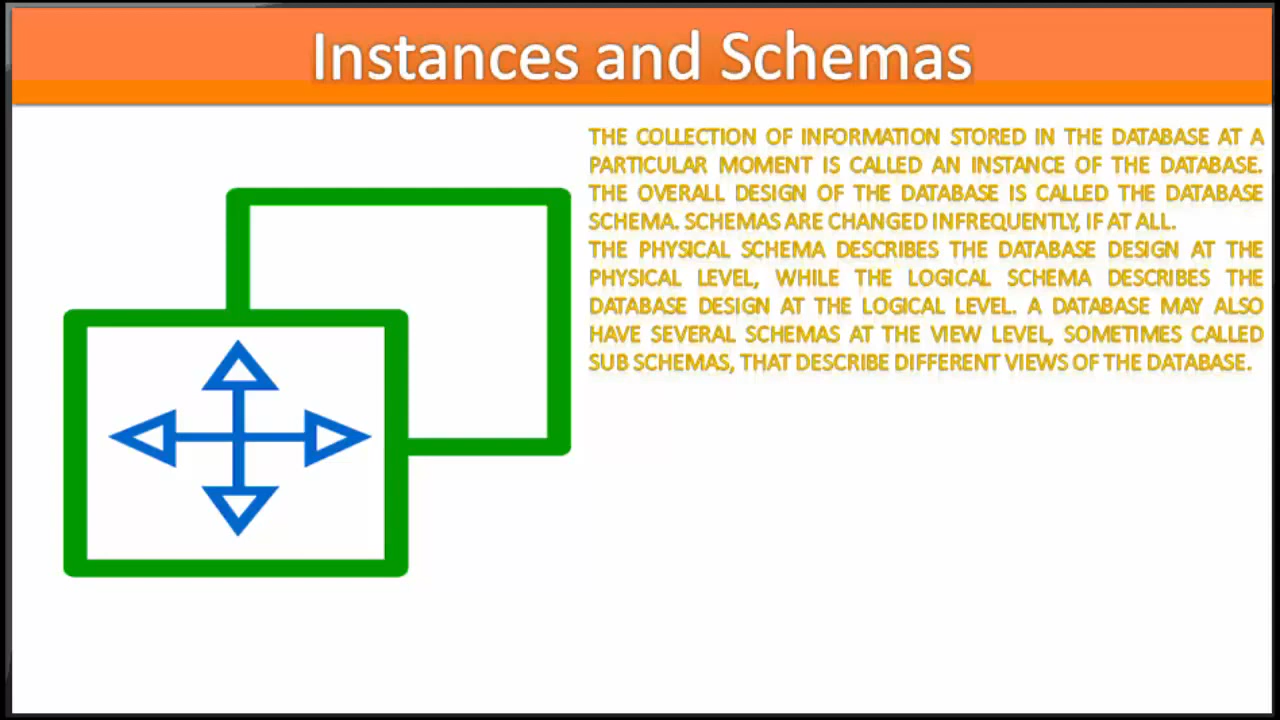 Instances and Schemas
THE COLLECTION OF INFORMATION STORED IN THE DATABASE AT A
PARTICULAR MOMENT IS CALLED AN INSTANCE OF THE DATABASE.
THE OVERALL DESIGN OF THE DATABASE IS CALLED THE DATABASE
SCHEMA. SCHEMAS ARE CHANGED INFREQUENTLY, IF AT ALL.
THE PHYSICAL SCHEMA DESCRIBES THE DATABASE DESIGN AT THE
PHYSICAL LEVEL, WHILE THE LOGICAL SCHEMA DESCRIBES THE
DATABASE DESIGN AT THE LOGICAL LEVEL. A DATABASE MAY ALSO
HAVE SEVERAL SCHEMAS AT THE VIEW LEVEL, SOMETIMES CALLED
SUB SCHEMAS, THAT DESCRIBE DIFFERENT VIEWS OF THE DATABASE.